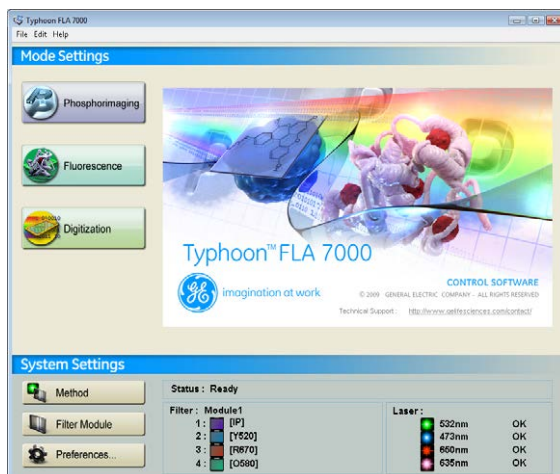 Typhoon FLA 7000
File Edit Help
Mode Settings
Phosphorimaging
Fluorescence
Digitization
Typhoon™ FLA 7000
imagination at work
CONTROL SOFTWARE
© 2009 GENERAL ELECTRIC COMPANY - ALL RIGHTS RESERVED
Technical Support : http://www.gelifesciences.com/contact/
System Settings
Method
Filter Module
Preferences...
Status : Ready
Filter : Module1
1 : [IP]
2 : [Y520]
3 : [R670]
4 : [O580]
Laser :
532nm OK
473nm OK
650nm OK
635nm OK